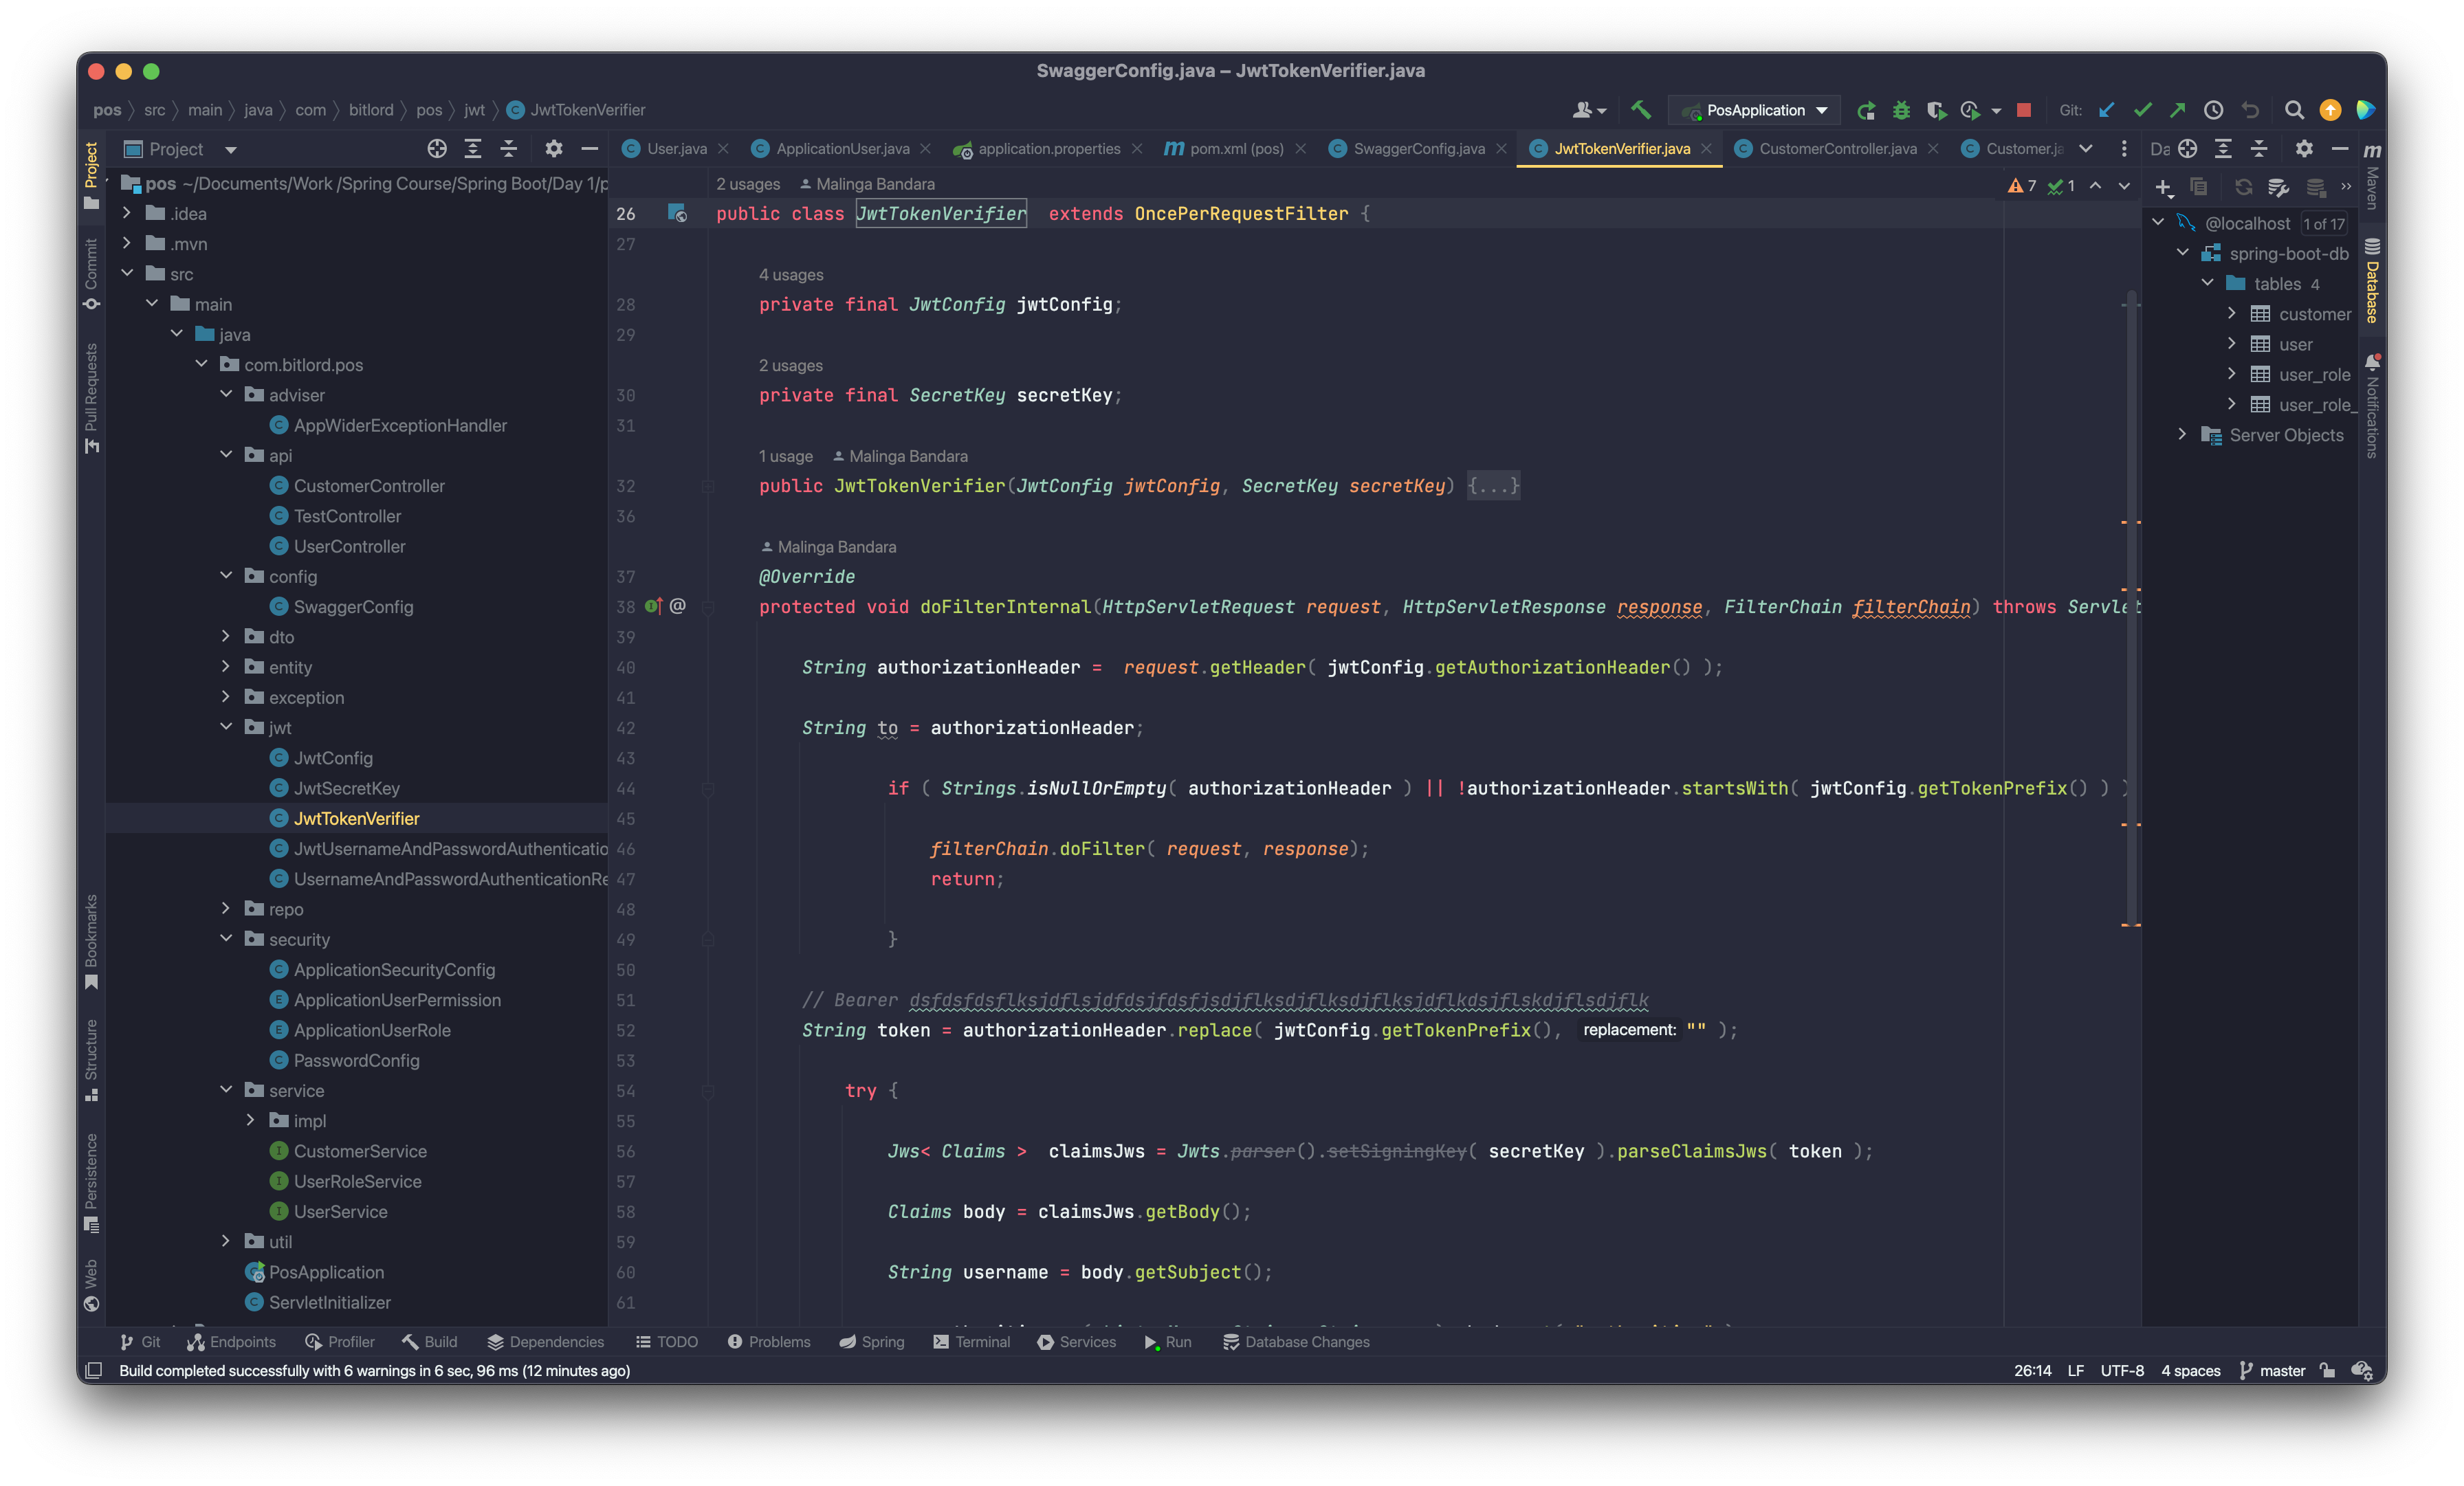 SwaggerConfig.java – JwtTokenVerifier.java
pos src main java com bitlord pos jwt JwtTokenVerifier
PosApplication
Git:
Project
User.java
ApplicationUser.java
application.properties
pom.xml (pos)
SwaggerConfig.java
JwtTokenVerifier.java
CustomerController.java
Customer.ja
Da
Project
Commit
Pull Requests
Bookmarks
Structure
Persistence
Web
pos ~/Documents/Work /Spring Course/Spring Boot/Day 1/p
.idea
.mvn
src
main
java
com.bitlord.pos
adviser
AppWiderExceptionHandler
api
CustomerController
TestController
UserController
config
SwaggerConfig
dto
entity
exception
jwt
JwtConfig
JwtSecretKey
JwtTokenVerifier
JwtUsernameAndPasswordAuthenticatio
UsernameAndPasswordAuthenticationRe
repo
security
ApplicationSecurityConfig
ApplicationUserPermission
ApplicationUserRole
PasswordConfig
service
impl
CustomerService
UserRoleService
UserService
util
PosApplication
ServletInitializer
2 usages Malinga Bandara
7 1
26 public class JwtTokenVerifier extends OncePerRequestFilter {
27
4 usages
28 private final JwtConfig jwtConfig;
29
2 usages
30 private final SecretKey secretKey;
31
1 usage Malinga Bandara
32 public JwtTokenVerifier(JwtConfig jwtConfig, SecretKey secretKey) {...}
36
Malinga Bandara
37 @Override
38 @ protected void doFilterInternal(HttpServletRequest request, HttpServletResponse response, FilterChain filterChain) throws Servlet
39
40 String authorizationHeader = request.getHeader( jwtConfig.getAuthorizationHeader() );
41
42 String to = authorizationHeader;
43
44 if ( Strings.isNullOrEmpty( authorizationHeader ) || !authorizationHeader.startsWith( jwtConfig.getTokenPrefix() ) )
45
46 filterChain.doFilter( request, response);
47 return;
48
49 }
50
51 // Bearer dsfdsfdsflksjdflsjdfdsjfdsfjsdjflksdjflksdjflksjdflkdsjflskdjflsdjflk
52 String token = authorizationHeader.replace( jwtConfig.getTokenPrefix(), replacement: "" );
53
54 try {
55
56 Jws< Claims > claimsJws = Jwts.parser().setSigningKey( secretKey ).parseClaimsJws( token );
57
58 Claims body = claimsJws.getBody();
59
60 String username = body.getSubject();
61
@localhost 1 of 17
spring-boot-db
tables 4
customer
user
user_role
user_role_
Server Objects
Maven
Database
Notifications
Git
Endpoints
Profiler
Build
Dependencies
TODO
Problems
Spring
Terminal
Services
Run
Database Changes
Build completed successfully with 6 warnings in 6 sec, 96 ms (12 minutes ago)
26:14 LF UTF-8 4 spaces master